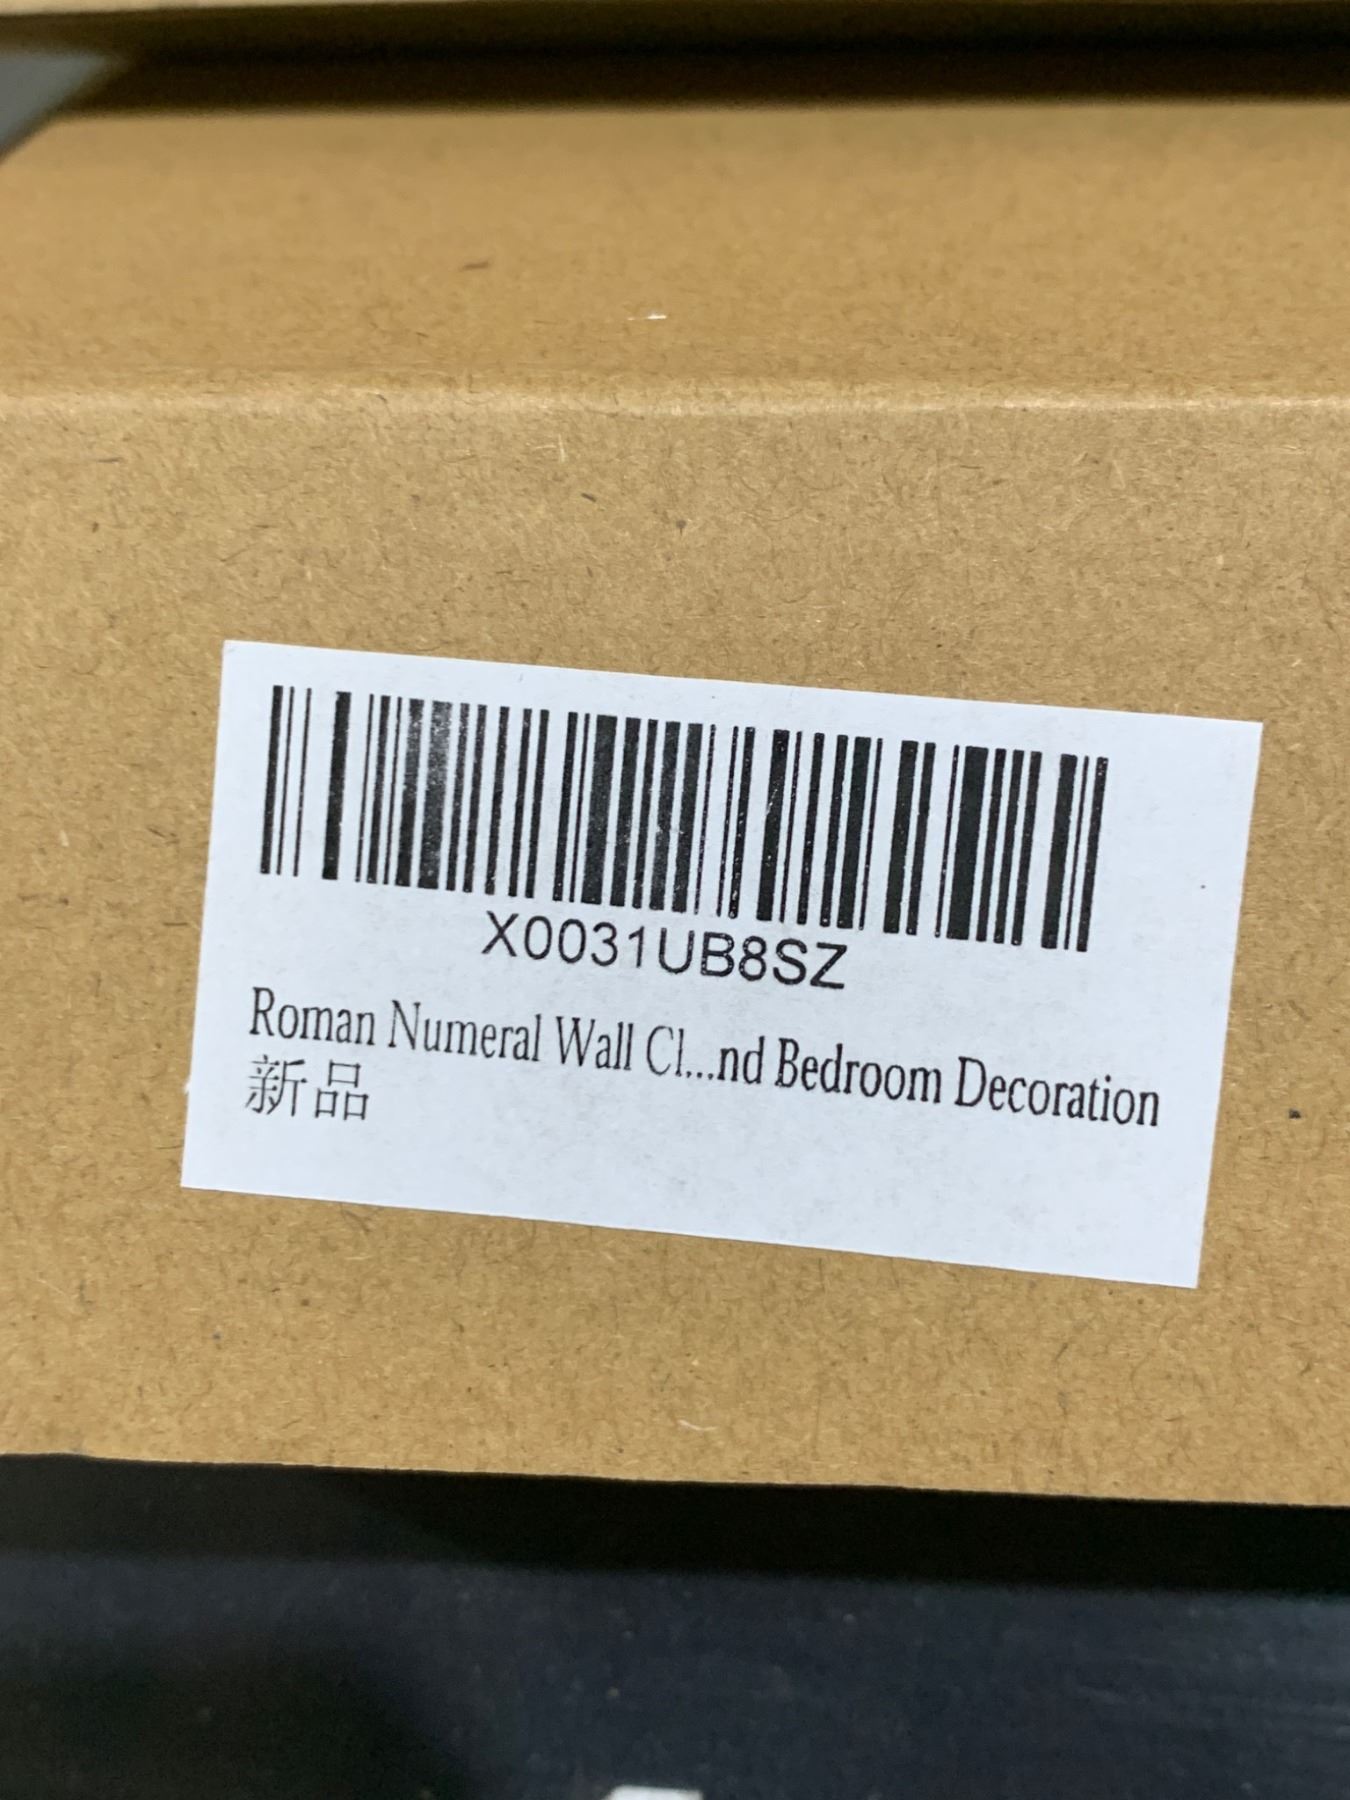 X0031UB8SZ
Roman Numeral Wall Cl...nd Bedroom Decoration
新品